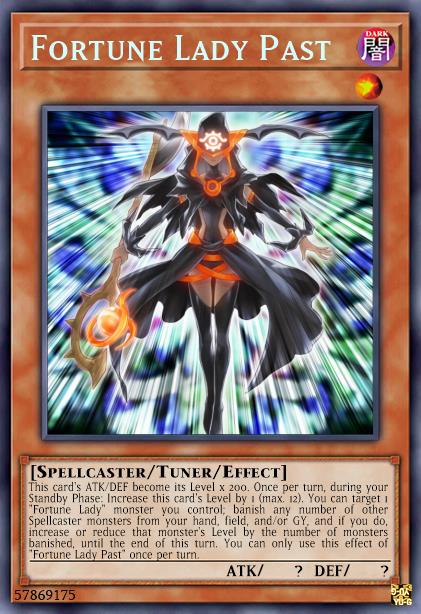 FORTUNE LADY PAST
DARK
闇
[SPELLCASTER/TUNER/EFFECT]
This card's ATK/DEF become its Level x 200. Once per turn, during your
Standby Phase: Increase this card's Level by 1 (max. 12). You can target 1
"Fortune Lady" monster you control; banish any number of other
Spellcaster monsters from your hand, field, and/or GY, and if you do,
increase or reduce that monster's Level by the number of monsters
banished, until the end of this turn. You can only use this effect of
"Fortune Lady Past" once per turn.
ATK/ ? DEF/ ?
57869175